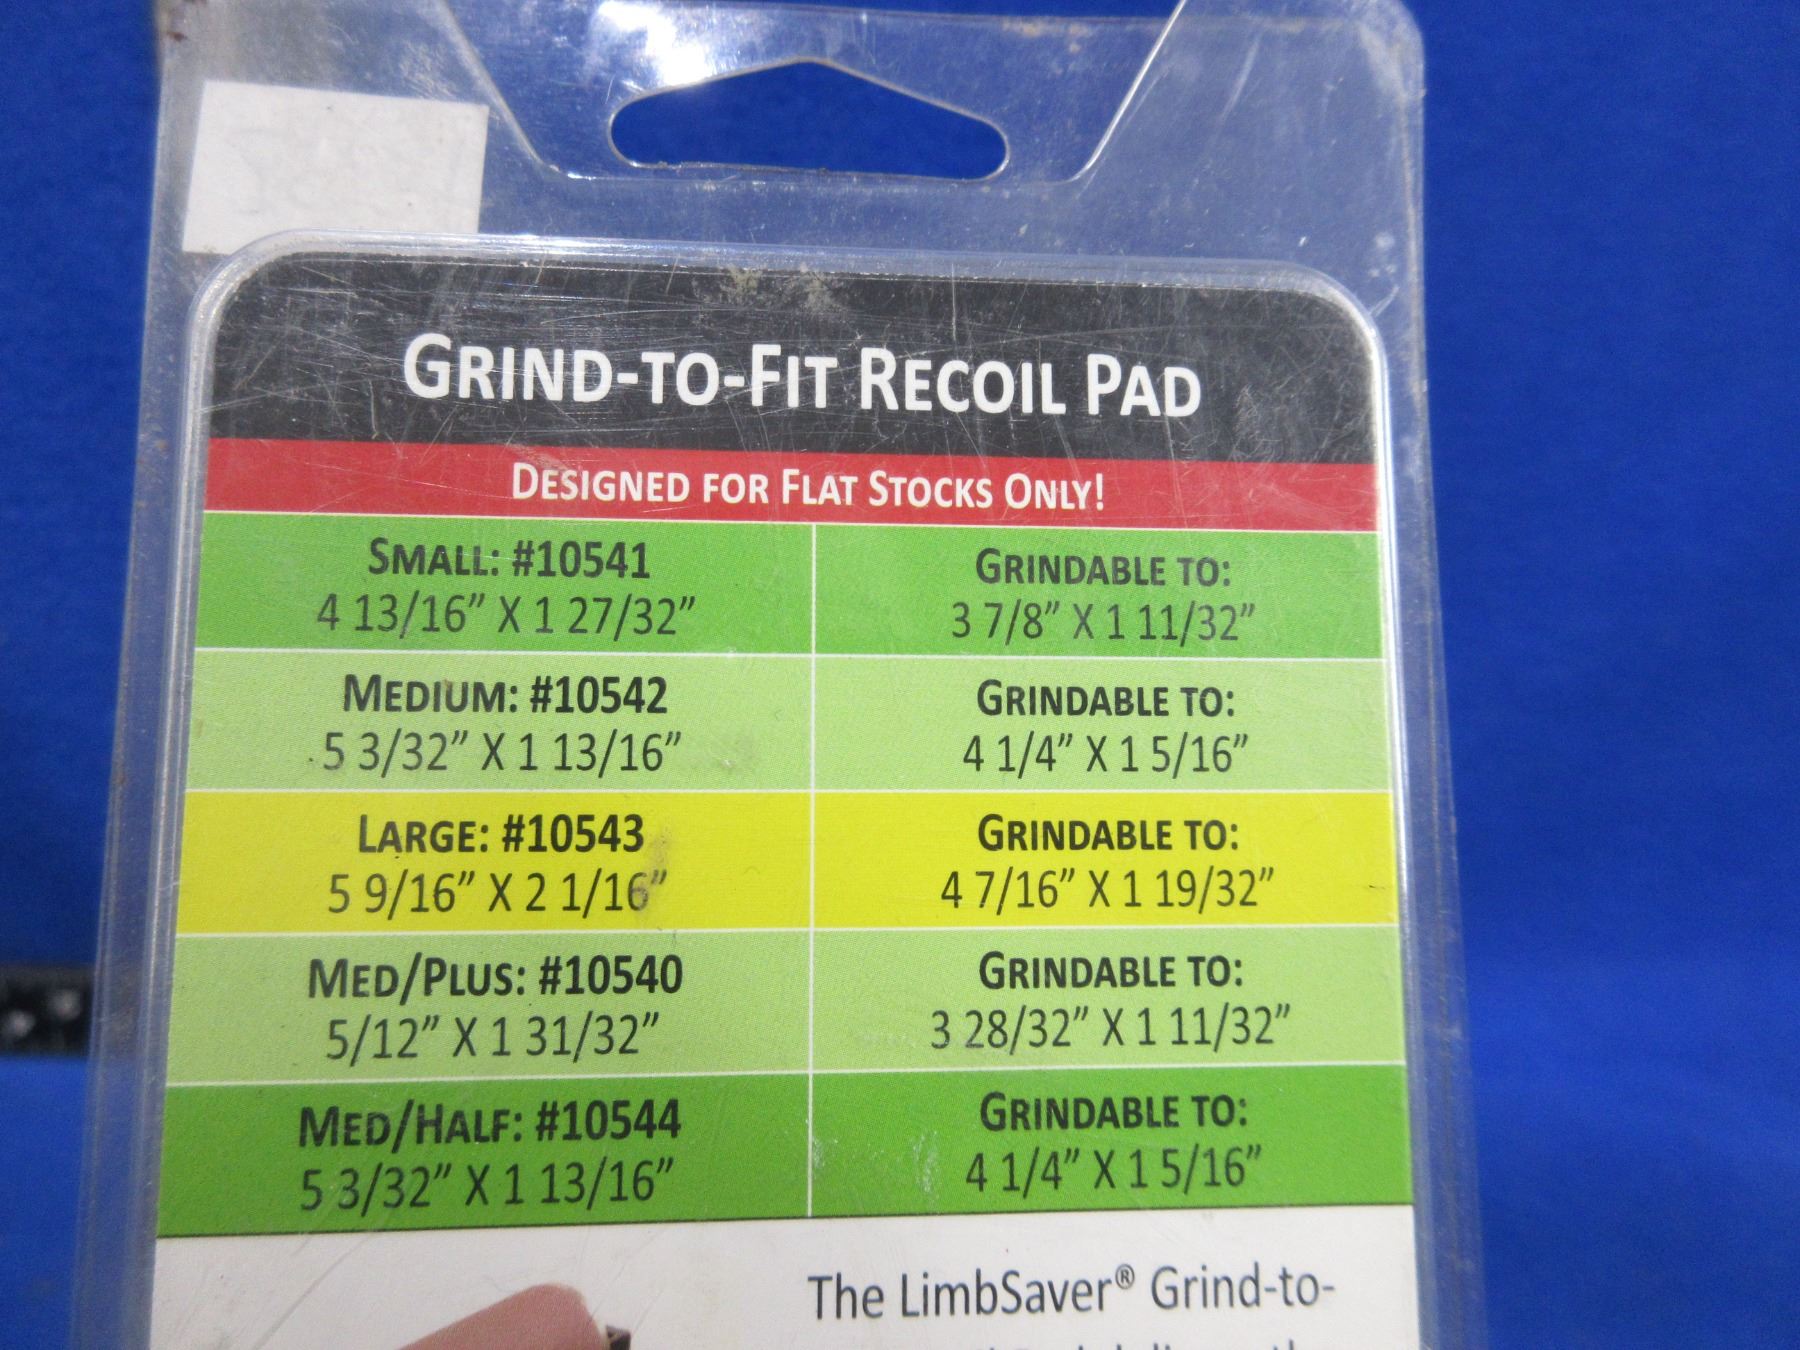 GRIND-TO-FIT RECOIL PAD
DESIGNED FOR FLAT STOCKS ONLY!
SMALL: #10541
4 13/16” X 1 27/32”
GRINDABLE TO:
3 7/8” X 1 11/32”
MEDIUM: #10542
5 3/32” X 1 13/16”
GRINDABLE TO:
4 1/4” X 1 5/16”
LARGE: #10543
5 9/16” X 2 1/16”
GRINDABLE TO:
4 7/16” X 1 19/32”
MED/PLUS: #10540
5/12” X 1 31/32”
GRINDABLE TO:
3 28/32” X 1 11/32”
MED/HALF: #10544
5 3/32” X 1 13/16”
GRINDABLE TO:
4 1/4” X 1 5/16”
The LimbSaver® Grind-to-